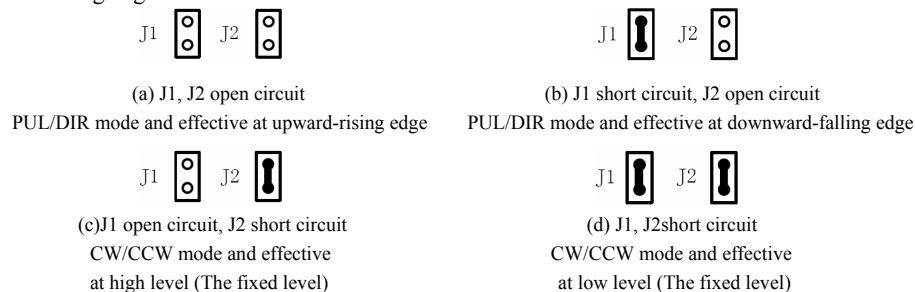 J1 J2
(a) J1, J2 open circuit
PUL/DIR mode and effective at upward-rising edge
J1 J2
(b) J1 short circuit, J2 open circuit
PUL/DIR mode and effective at downward-falling edge
J1 J2
(c)J1 open circuit, J2 short circuit
CW/CCW mode and effective
at high level (The fixed level)
J1 J2
(d) J1, J2short circuit
CW/CCW mode and effective
at low level (The fixed level)